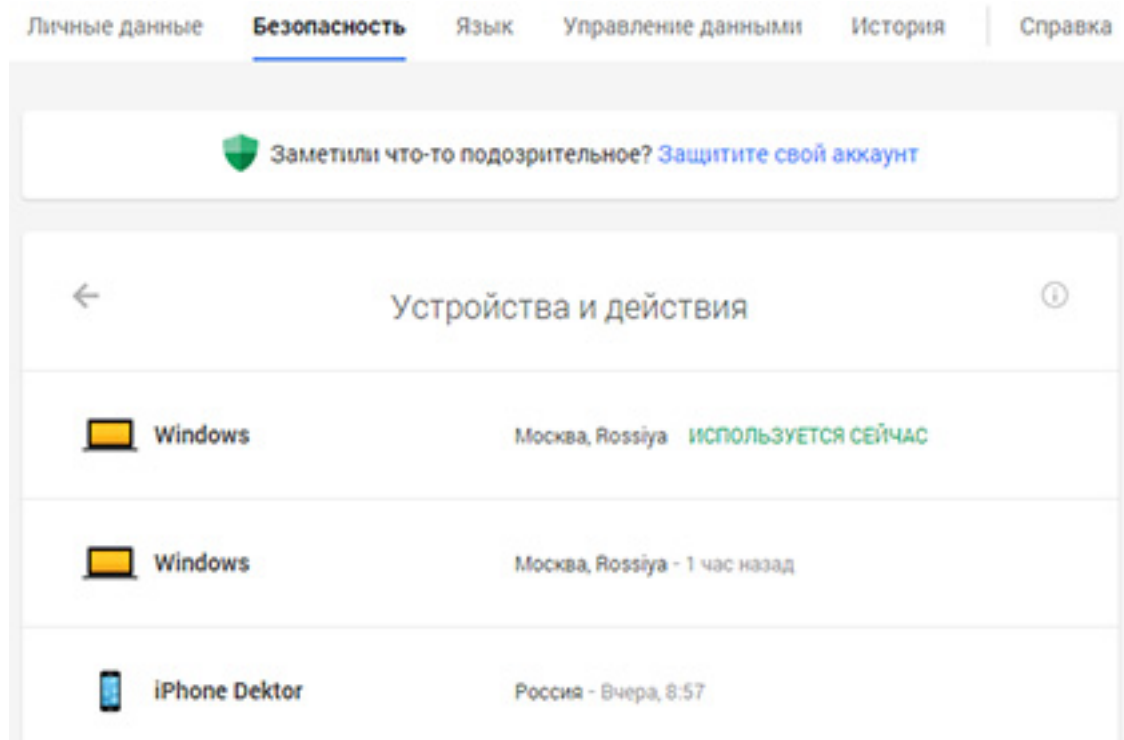 Личные данные Безопасность Язык Управление данными История Справка
Заметили что-то подозрительное? Защитите свой аккаунт
Устройства и действия
Windows Москва, Rossiya ИСПОЛЬЗУЕТСЯ СЕЙЧАС
Windows Москва, Rossiya - 1 час назад
iPhone Dektor Россия - Вчера, 8:57